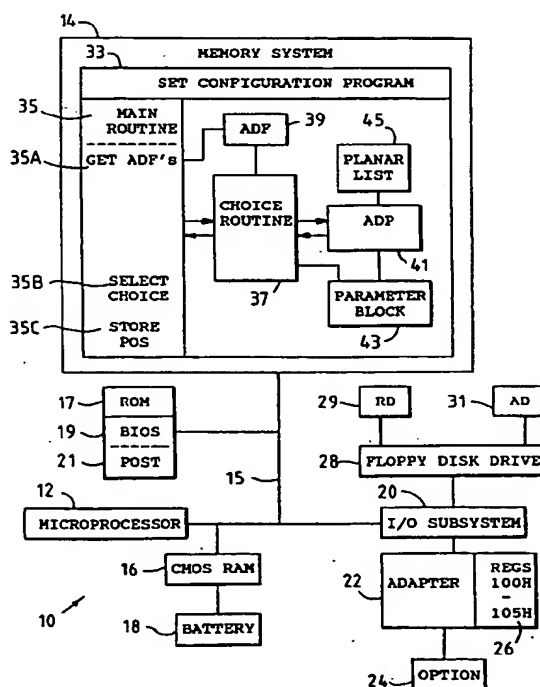 14
MEMORY SYSTEM
33
SET CONFIGURATION PROGRAM
35
MAIN
ROUTINE
35A
GET ADF's
ADF
39
45
PLANAR
LIST
CHOICE
ROUTINE
37
ADP
41
35B
SELECT
CHOICE
PARAMETER
BLOCK
43
35C
STORE
POS
17
ROM
19
BIOS
21
POST
29
RD
31
AD
15
28
FLOPPY DISK DRIVE
12
MICROPROCESSOR
20
I/O SUBSYSTEM
16
CMOS RAM
22
ADAPTER
REGS
100H
-
105H
26
10
18
BATTERY
24
OPTION